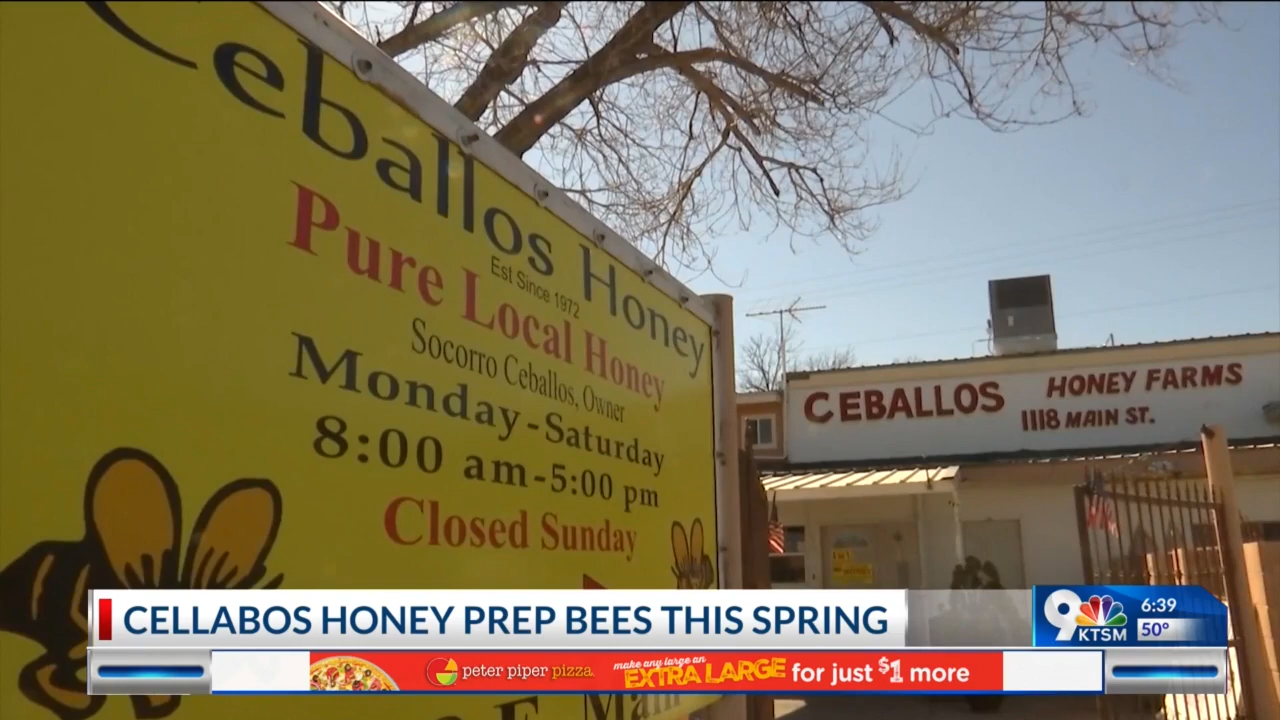 Ceballos Honey
Est Since 1972
Pure Local Honey
Socorro Ceballos, Owner
Monday-Saturday
8:00 am-5:00 pm
Closed Sunday
Main
CEBALLOS HONEY FARMS
1118 MAIN ST.
CELLABOS HONEY PREP BEES THIS SPRING
9 KTSM
6:39
50°
peter piper pizza.
make any large an
EXTRA LARGE
for just $1 more